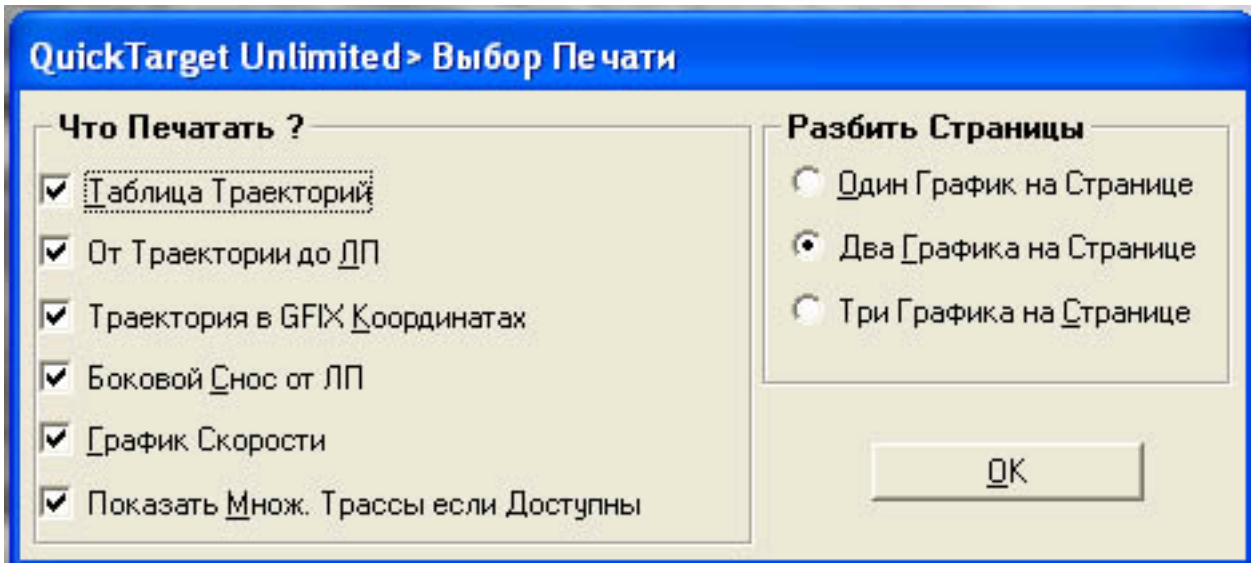 QuickTarget Unlimited> Выбор Печати
Что Печатать ?
Таблица Траекторий
От Траектории до ЛП
Траектория в GFIX Координатах
Боковой Снос от ЛП
График Скорости
Показать Множ. Трассы если Доступны
Разбить Страницы
Один График на Странице
Два Графика на Странице
Три Графика на Странице
OK